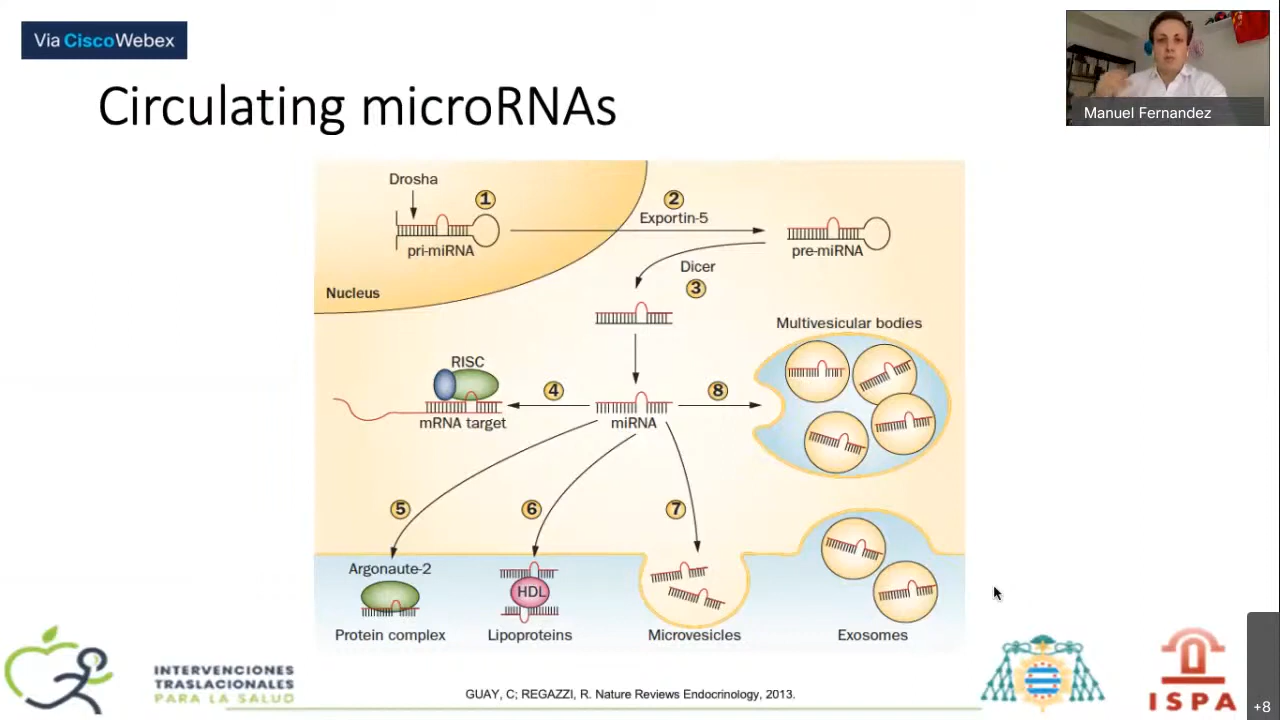 Via CiscoWebex
Manuel Fernandez
Circulating microRNAs
Drosha
1
2
Exportin-5
pri-miRNA
pre-miRNA
Dicer
3
Nucleus
Multivesicular bodies
RISC
4
8
mRNA target
miRNA
5
6
7
Argonaute-2
HDL
Protein complex
Lipoproteins
Microvesicles
Exosomes
INTERVENCIONES
TRASLACIONALES
PARA LA SALUD
GUAY, C; REGAZZI, R. Nature Reviews Endocrinology, 2013.
ISPA
+8